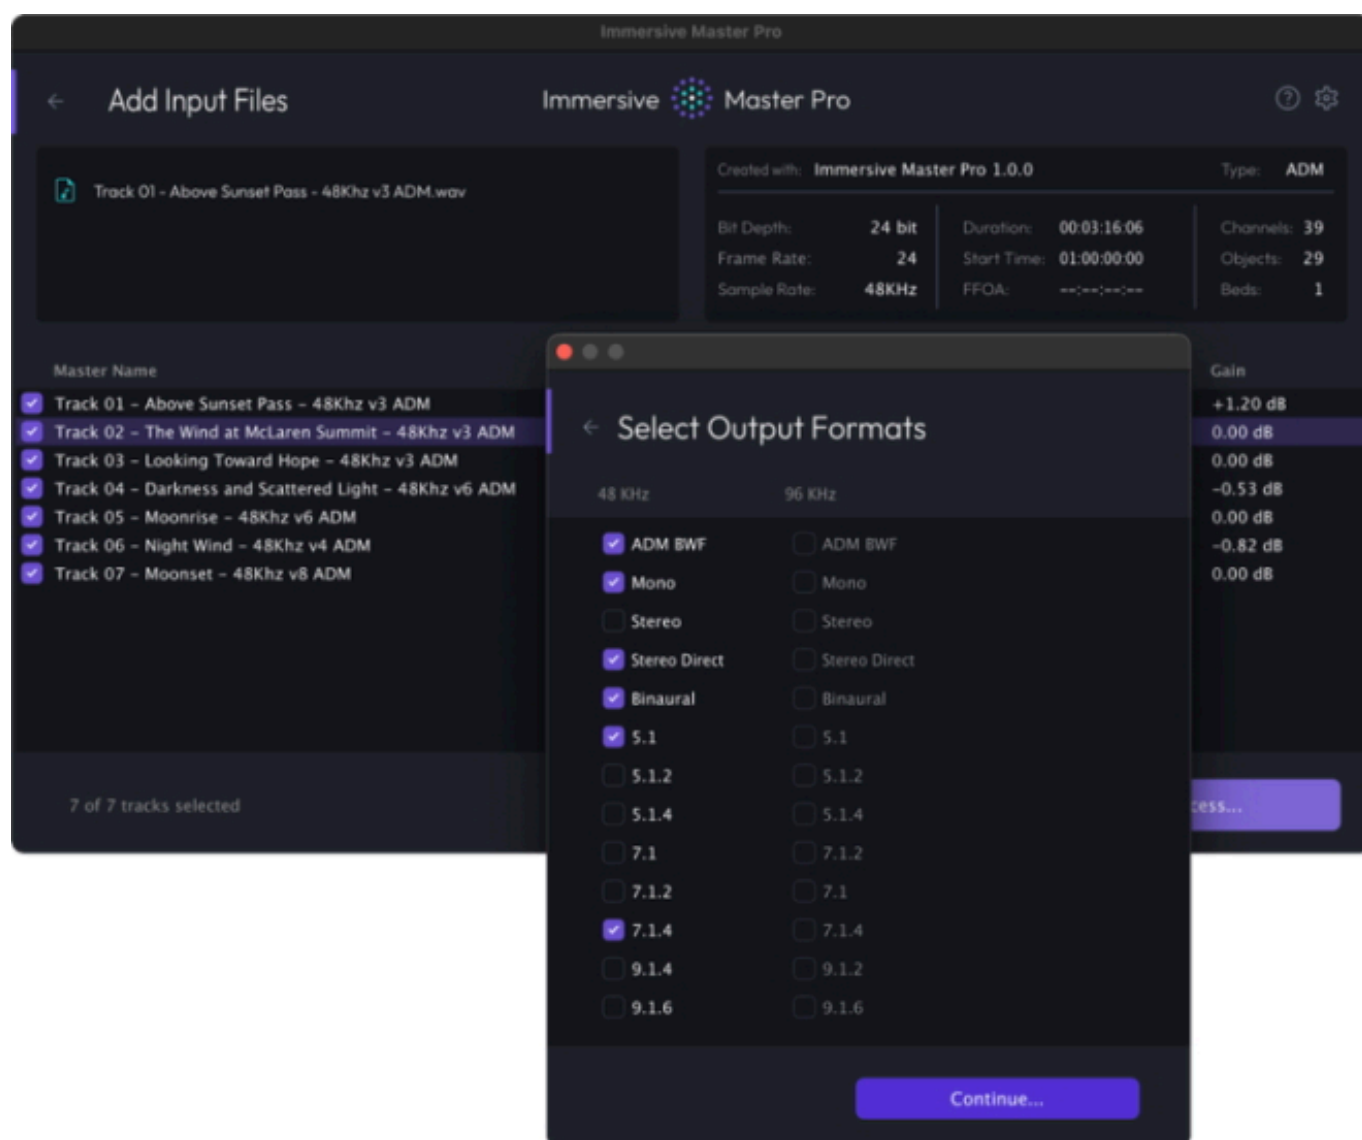 Immersive Master Pro
Add Input Files
Immersive Master Pro
Track 01 - Above Sunset Pass - 48Khz v3 ADM.wav
Created with: Immersive Master Pro 1.0.0 Type: ADM
Bit Depth: 24 bit Duration: 00:03:16:06 Channels: 39
Frame Rate: 24 Start Time: 01:00:00:00 Objects: 29
Sample Rate: 48KHz FFOA: --:--:--:-- Beds: 1
Master Name Gain
Track 01 – Above Sunset Pass – 48Khz v3 ADM +1.20 dB
Track 02 – The Wind at McLaren Summit – 48Khz v3 ADM 0.00 dB
Track 03 – Looking Toward Hope – 48Khz v3 ADM 0.00 dB
Track 04 – Darkness and Scattered Light – 48Khz v6 ADM -0.53 dB
Track 05 – Moonrise – 48Khz v6 ADM 0.00 dB
Track 06 – Night Wind – 48Khz v4 ADM -0.82 dB
Track 07 – Moonset – 48Khz v8 ADM 0.00 dB
7 of 7 tracks selected
cess...
Select Output Formats
48 KHz 96 KHz
ADM BWF ADM BWF
Mono Mono
Stereo Stereo
Stereo Direct Stereo Direct
Binaural Binaural
5.1 5.1
5.1.2 5.1.2
5.1.4 5.1.4
7.1 7.1.2
7.1.2 7.1
7.1.4 7.1.4
9.1.4 9.1.2
9.1.6 9.1.6
Continue...